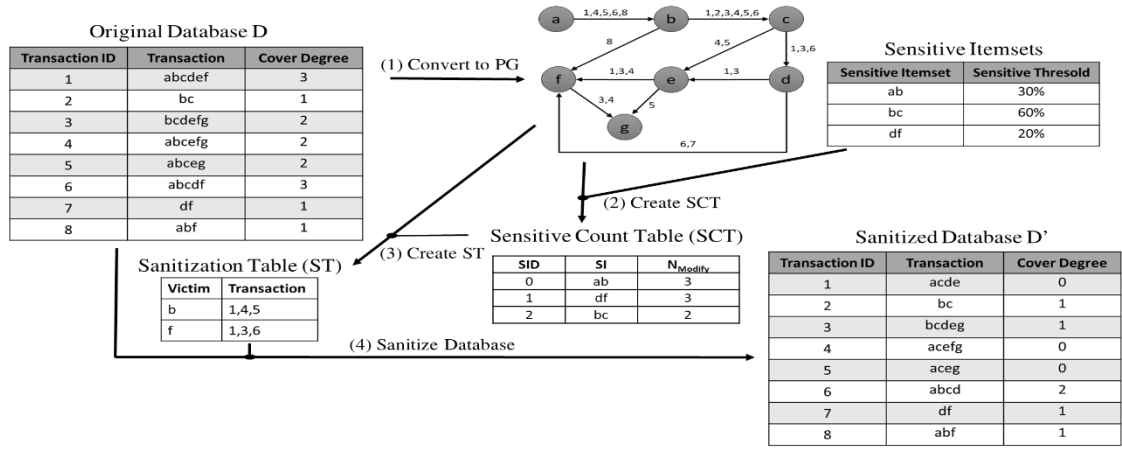 Original Database D
Transaction ID Transaction Cover Degree
1 abcdef 3
2 bc 1
3 bcdefg 2
4 abcefg 2
5 abceg 2
6 abcdf 3
7 df 1
8 abf 1
(1) Convert to PG
a 1,4,5,6,8 b 1,2,3,4,5,6 c
8 4,5 1,3,6
f 1,3,4 e 1,3 d
3,4 5
g
6,7
Sensitive Itemsets
Sensitive Itemset Sensitive Thresold
ab 30%
bc 60%
df 20%
(2) Create SCT
(3) Create ST
Sensitive Count Table (SCT)
SID SI NModify
0 ab 3
1 df 3
2 bc 2
Sanitization Table (ST)
Victim Transaction
b 1,4,5
f 1,3,6
(4) Sanitize Database
Sanitized Database D’
Transaction ID Transaction Cover Degree
1 acde 0
2 bc 1
3 bcdeg 1
4 acefg 0
5 aceg 0
6 abcd 2
7 df 1
8 abf 1